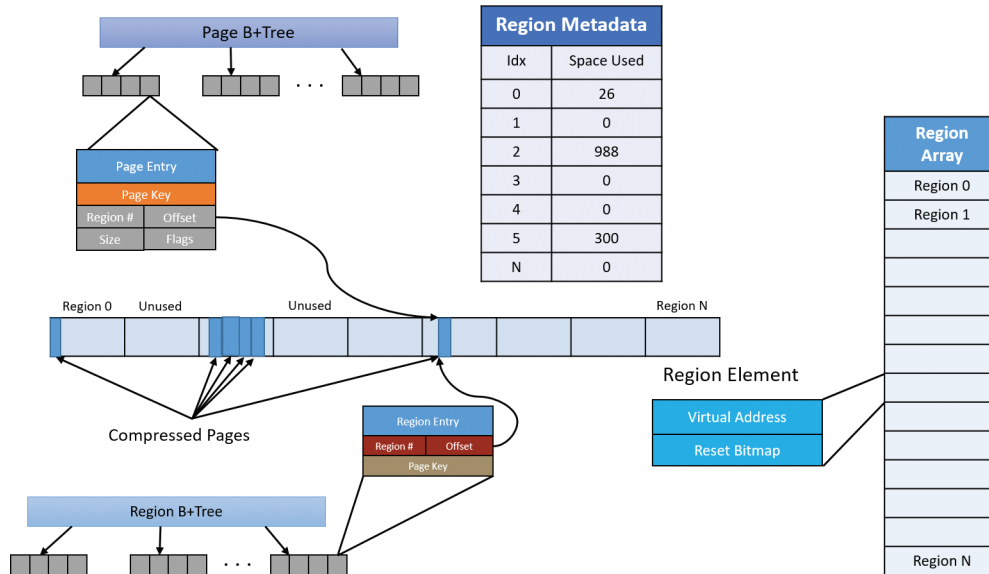 Page B+Tree
. . .
Page Entry
Page Key
Region # Offset
Size Flags
Region Metadata
Idx Space Used
0 26
1 0
2 988
3 0
4 0
5 300
N 0
Region Array
Region 0
Region 1
Region N
Region 0 Unused Unused Region N
Compressed Pages
Region Element
Virtual Address
Reset Bitmap
Region Entry
Region # Offset
Page Key
Region B+Tree
. . .